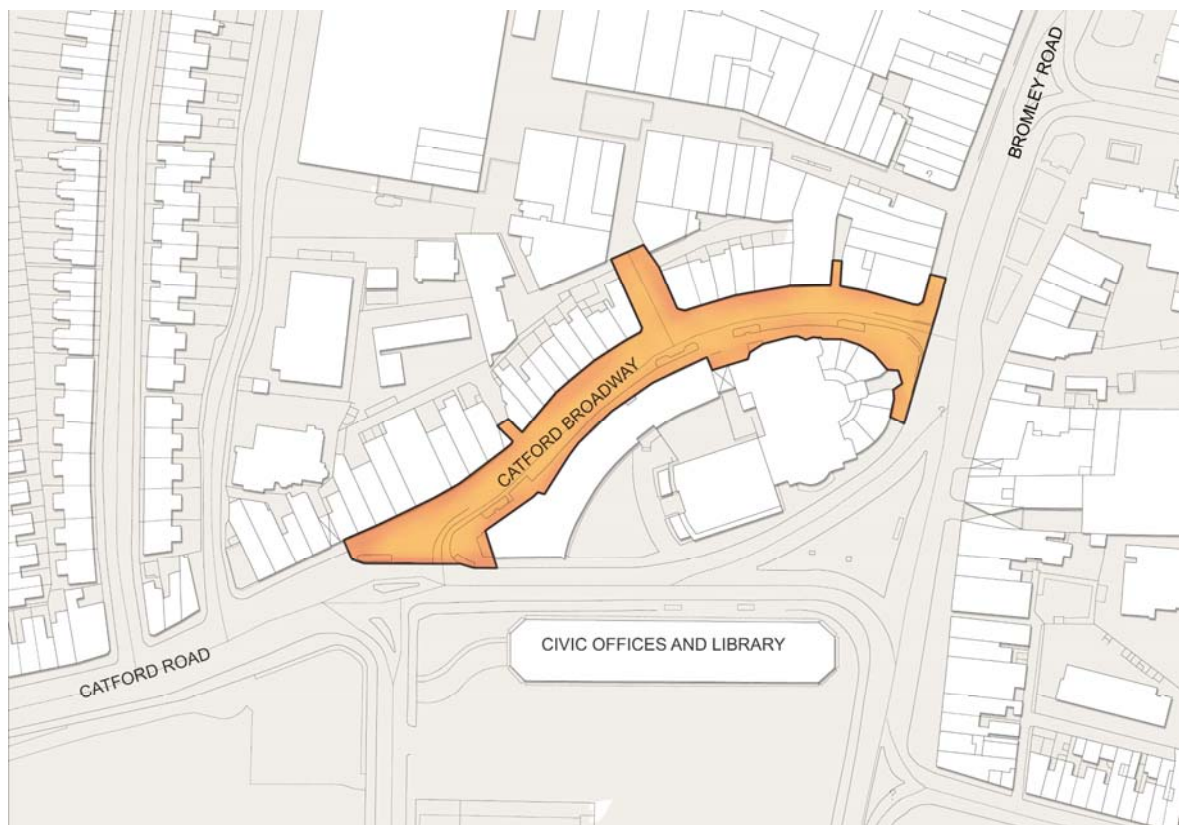 BROMLEY ROAD
CATFORD BROADWAY
CIVIC OFFICES AND LIBRARY
CATFORD ROAD